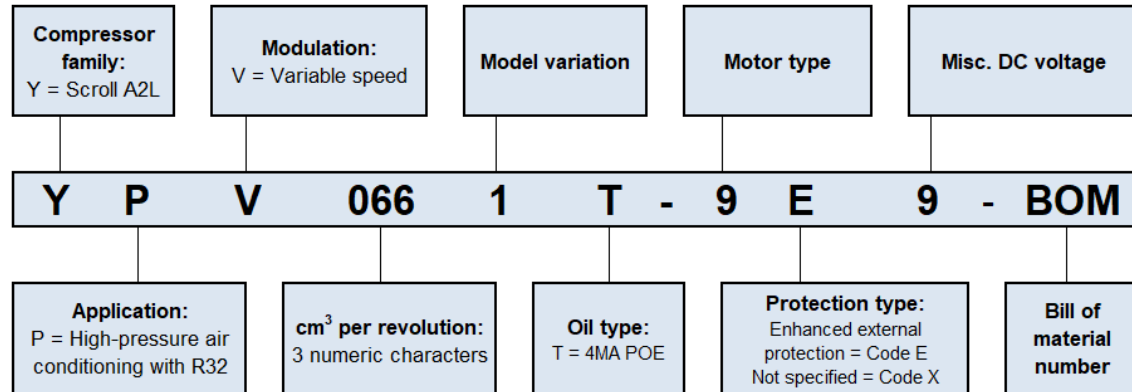 Compressor
family:
Y = Scroll A2L
Modulation:
V = Variable speed
Model variation
Motor type
Misc. DC voltage
Y P V 066 1 T - 9 E 9 - BOM
Application:
P = High-pressure air
conditioning with R32
cm³ per revolution:
3 numeric characters
Oil type:
T = 4MA POE
Protection type:
Enhanced external
protection = Code E
Not specified = Code X
Bill of
material
number